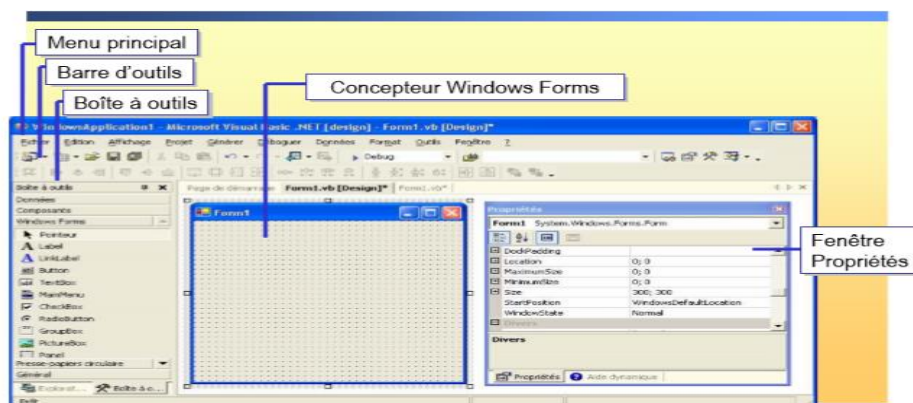 Menu principal
Barre d'outils
Boîte à outils
Concepteur Windows Forms
WindowsApplication1 - Microsoft Visual Basic .NET [design] - Form1.vb [Design]*
Fichier Edition Affichage Projet Générer Déboguer Données Format Outils Fenêtre ?
Debug
Boîte à outils
Page de démarrage Form1.vb [Design]* Form1.vb*
Données
Composants
Windows Forms
Pointeur
Label
LinkLabel
Button
TextBox
MainMenu
CheckBox
RadioButton
GroupBox
PictureBox
Panel
Presse-papiers circulaire
Général
Boîte à o...
Prêt
Form1
Propriétés
Form1 System.Windows.Forms.Form
DockPadding
Location 0; 0
MaximumSize 0; 0
MinimumSize 0; 0
Size 300; 300
StartPosition WindowsDefaultLocation
WindowState Normal
Divers
Divers
Propriétés Aide dynamique
Fenêtre
Propriétés